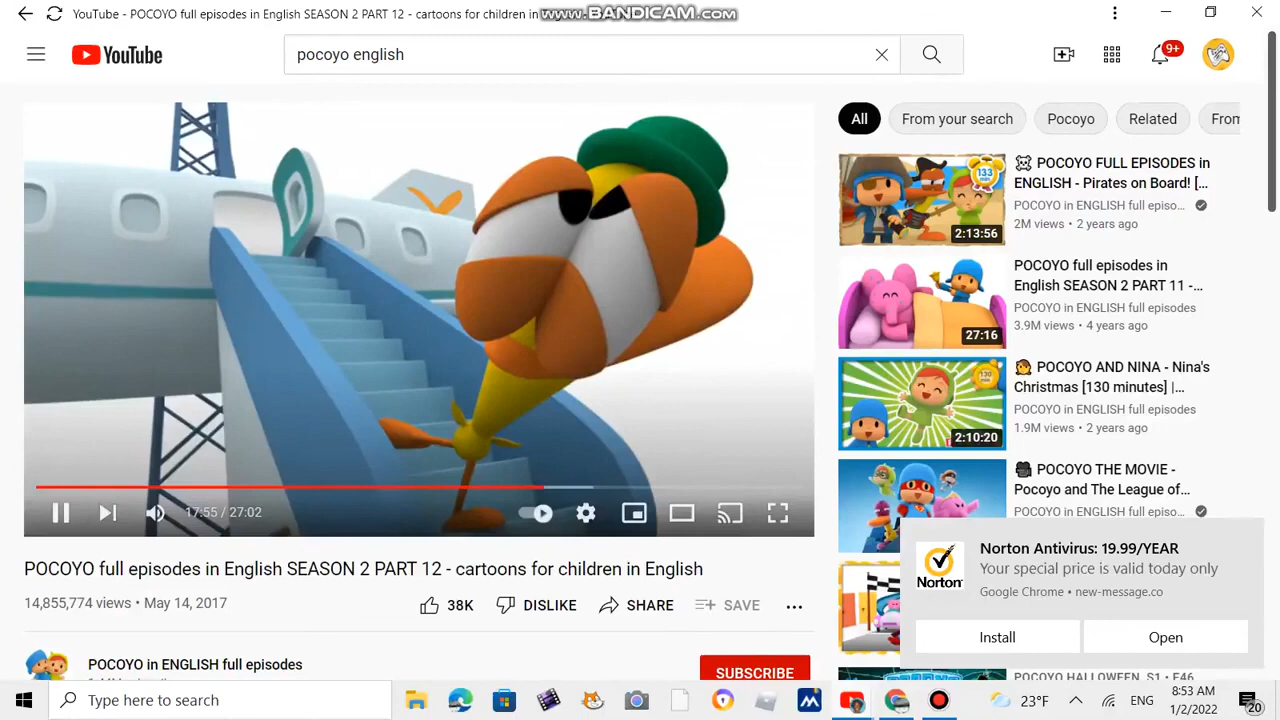 YouTube - POCOYO full episodes in English SEASON 2 PART 12 - cartoons for children in
www.BANDICAM.com
YouTube
pocoyo english
9+
All
From your search
Pocoyo
Related
From
133 min
2:13:56
POCOYO FULL EPISODES in
ENGLISH - Pirates on Board! [...
POCOYO in ENGLISH full episo...
2M views • 2 years ago
27:16
POCOYO full episodes in
English SEASON 2 PART 11 -...
POCOYO in ENGLISH full episodes
3.9M views • 4 years ago
130 min
2:10:20
POCOYO AND NINA - Nina's
Christmas [130 minutes] |...
POCOYO in ENGLISH full episodes
1.9M views • 2 years ago
POCOYO THE MOVIE -
Pocoyo and The League of...
POCOYO in ENGLISH full episo...
17:55 / 27:02
POCOYO full episodes in English SEASON 2 PART 12 - cartoons for children in English
14,855,774 views • May 14, 2017
38K
DISLIKE
SHARE
SAVE
POCOYO in ENGLISH full episodes
SUBSCRIBE
Norton
Norton Antivirus: 19.99/YEAR
Your special price is valid today only
Google Chrome • new-message.co
Install
Open
POCOYO HALLOWEEN, S1 • E46
Type here to search
23°F
ENG
8:53 AM
1/2/2022
20